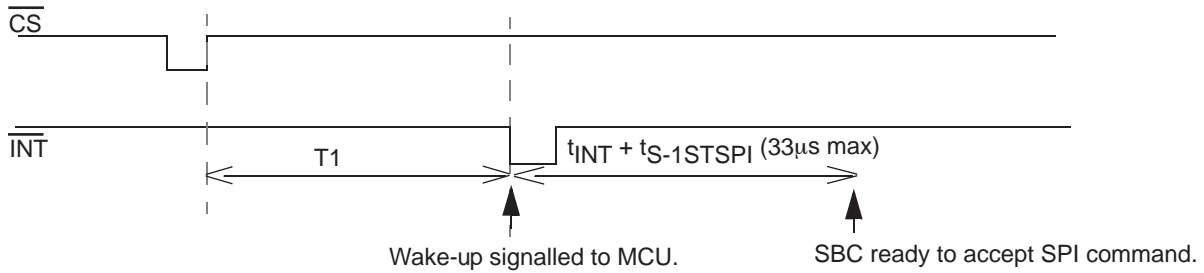 CS
INT
T1
tINT + tS-1STSPI (33μs max)
Wake-up signalled to MCU.
SBC ready to accept SPI command.